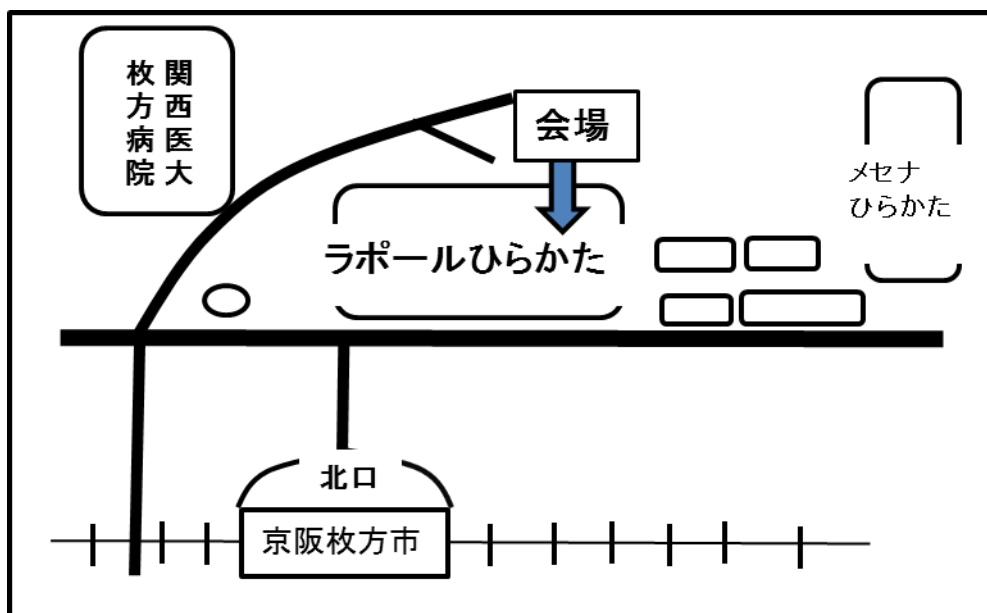 関西医大
枚方病院
会場
メセナ
ひらかた
ラポールひらかた
北口
京阪枚方市